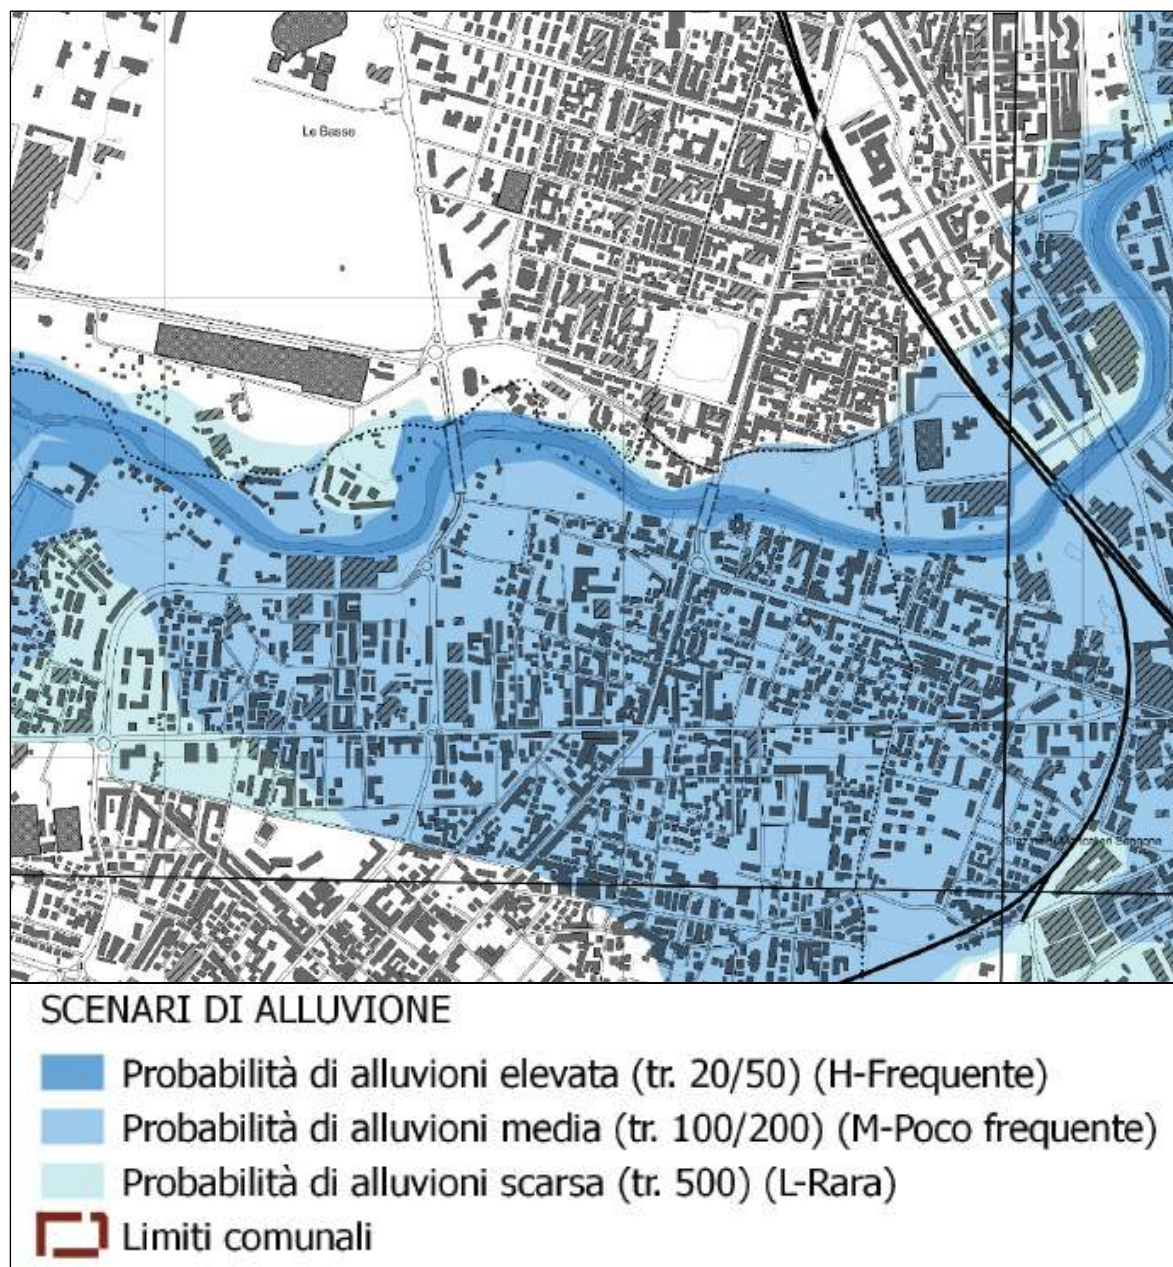 Le Basse
SCENARI DI ALLUVIONE
Probabilità di alluvioni elevata (tr. 20/50) (H-Frequente)
Probabilità di alluvioni media (tr. 100/200) (M-Poco frequente)
Probabilità di alluvioni scarsa (tr. 500) (L-Rara)
Limiti comunali